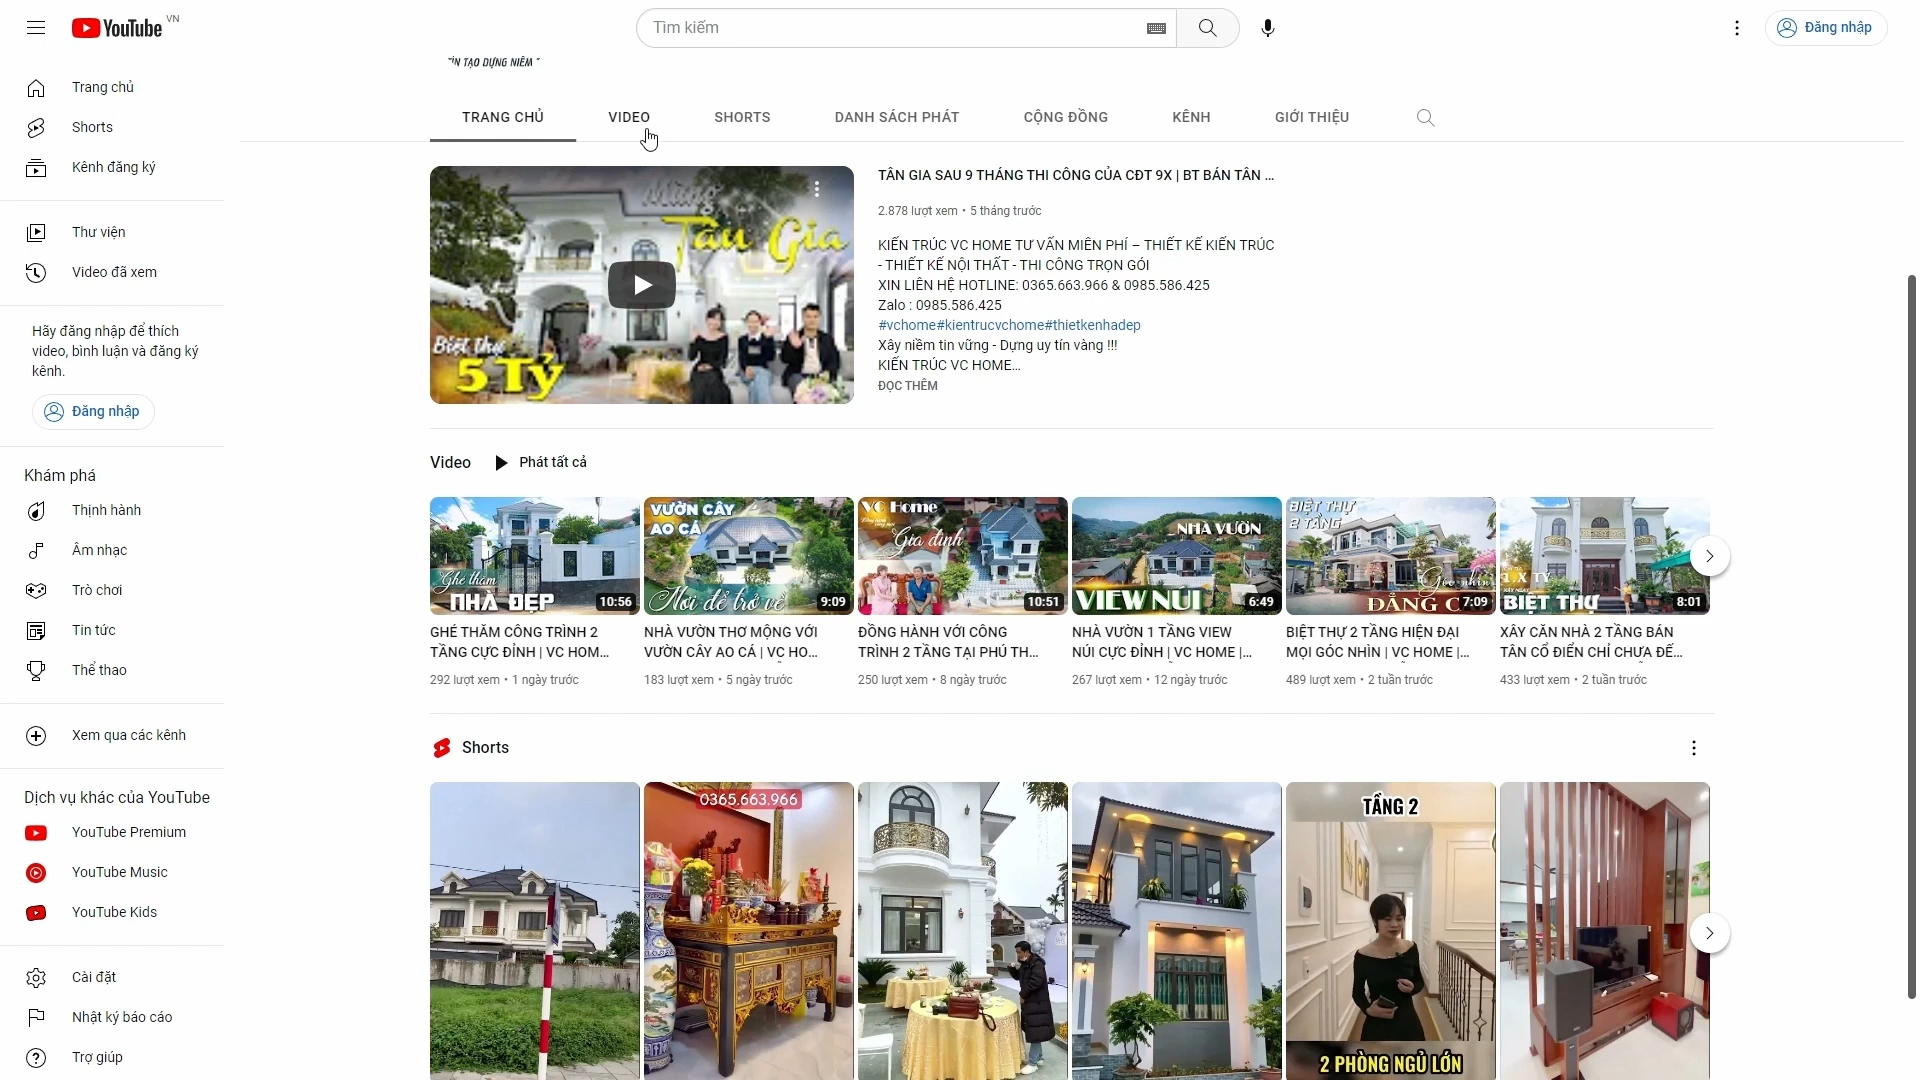 YouTube VN
Tìm kiếm
Đăng nhập
Trang chủ
Shorts
Kênh đăng ký
Thư viện
Video đã xem
Hãy đăng nhập để thích
video, bình luận và đăng ký
kênh.
Đăng nhập
Khám phá
Thịnh hành
Âm nhạc
Trò chơi
Tin tức
Thể thao
Xem qua các kênh
Dịch vụ khác của YouTube
YouTube Premium
YouTube Music
YouTube Kids
Cài đặt
Nhật ký báo cáo
Trợ giúp
TẠO DỰNG NIỀM
TRANG CHỦ
VIDEO
SHORTS
DANH SÁCH PHÁT
CỘNG ĐỒNG
KÊNH
GIỚI THIỆU
Mừng
Tân Gia
Biệt thự
5 Tỷ
TÂN GIA SAU 9 THÁNG THI CÔNG CỦA CĐT 9X | BT BÁN TÂN ...
2.878 lượt xem • 5 tháng trước
KIẾN TRÚC VC HOME TƯ VẤN MIÊN PHÍ – THIẾT KẾ KIẾN TRÚC
- THIẾT KẾ NỘI THẤT - THI CÔNG TRỌN GÓI
XIN LIÊN HỆ HOTLINE: 0365.663.966 & 0985.586.425
Zalo : 0985.586.425
#vchome#kientrucvchome#thietkenhadep
Xây niềm tin vững - Dựng uy tín vàng !!!
KIẾN TRÚC VC HOME...
ĐỌC THÊM
Video
Phát tất cả
Ghé thăm
NHÀ ĐẸP
10:56
GHÉ THĂM CÔNG TRÌNH 2
TẦNG CỰC ĐỈNH | VC HOM...
292 lượt xem • 1 ngày trước
VƯỜN CÂY
AO CÁ
Nơi để trở về
9:09
NHÀ VƯỜN THƠ MỘNG VỚI
VƯỜN CÂY AO CÁ | VC HO...
183 lượt xem • 5 ngày trước
VC Home
Gia đình
10:51
ĐỒNG HÀNH VỚI CÔNG
TRÌNH 2 TẦNG TẠI PHÚ TH...
250 lượt xem • 8 ngày trước
NHÀ VƯỜN
VIEW NÚI
6:49
NHÀ VƯỜN 1 TẦNG VIEW
NÚI CỰC ĐỈNH | VC HOME |...
267 lượt xem • 12 ngày trước
BIỆT THỰ
2 TẦNG
Góc nhìn
ĐẲNG C
7:09
BIỆT THỰ 2 TẦNG HIỆN ĐẠI
MỌI GÓC NHÌN | VC HOME |...
489 lượt xem • 2 tuần trước
1.X TỶ
BIỆT THỰ
8:01
XÂY CĂN NHÀ 2 TẦNG BÁN
TÂN CỔ ĐIỂN CHỈ CHƯA ĐẾ...
433 lượt xem • 2 tuần trước
Shorts
0365.663.966
TẦNG 2
2 PHÒNG NGỦ LỚN